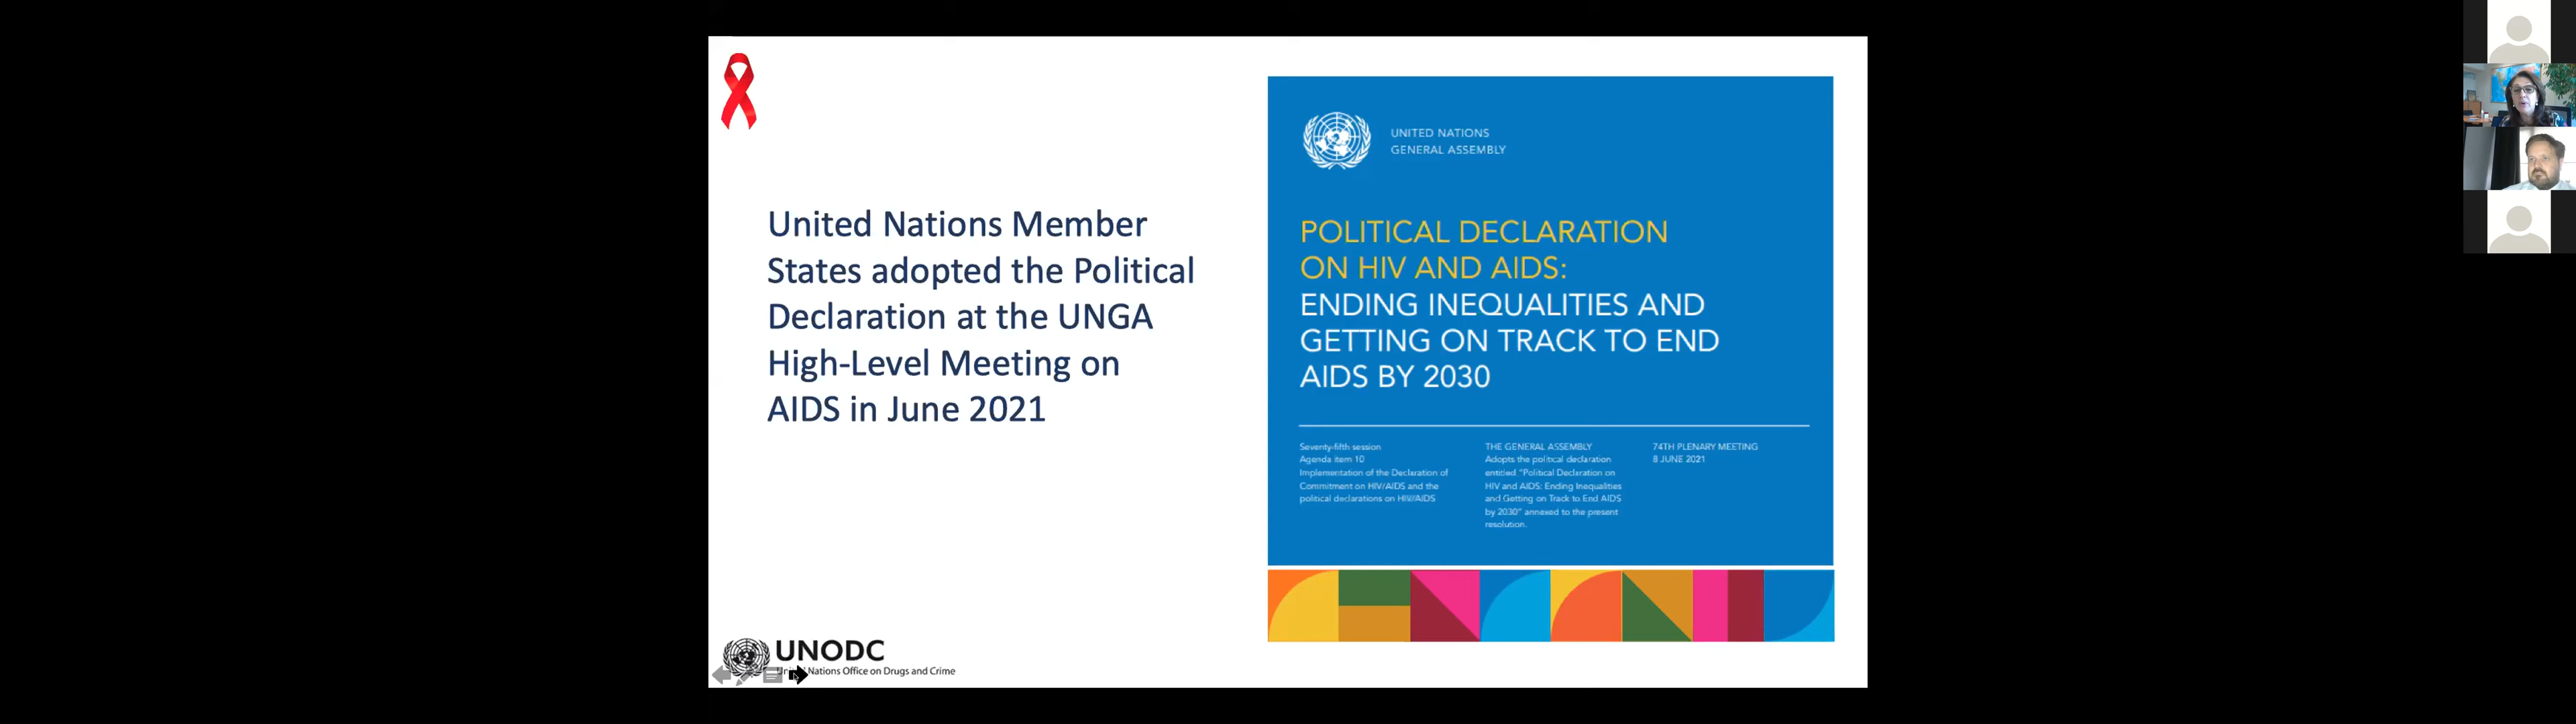 United Nations Member
States adopted the Political
Declaration at the UNGA
High-Level Meeting on
AIDS in June 2021
UNITED NATIONS
GENERAL ASSEMBLY
POLITICAL DECLARATION
ON HIV AND AIDS:
ENDING INEQUALITIES AND
GETTING ON TRACK TO END
AIDS BY 2030
Seventy-fifth session
Agenda item 10
Implementation of the Declaration of
Commitment on HIV/AIDS and the
political declarations on HIV/AIDS
THE GENERAL ASSEMBLY
Adopts the political declaration
entitled "Political Declaration on
HIV and AIDS: Ending Inequalities
and Getting on Track to End AIDS
by 2030" annexed to the present
resolution.
74TH PLENARY MEETING
8 JUNE 2021
UNODC
Nations Office on Drugs and Crime